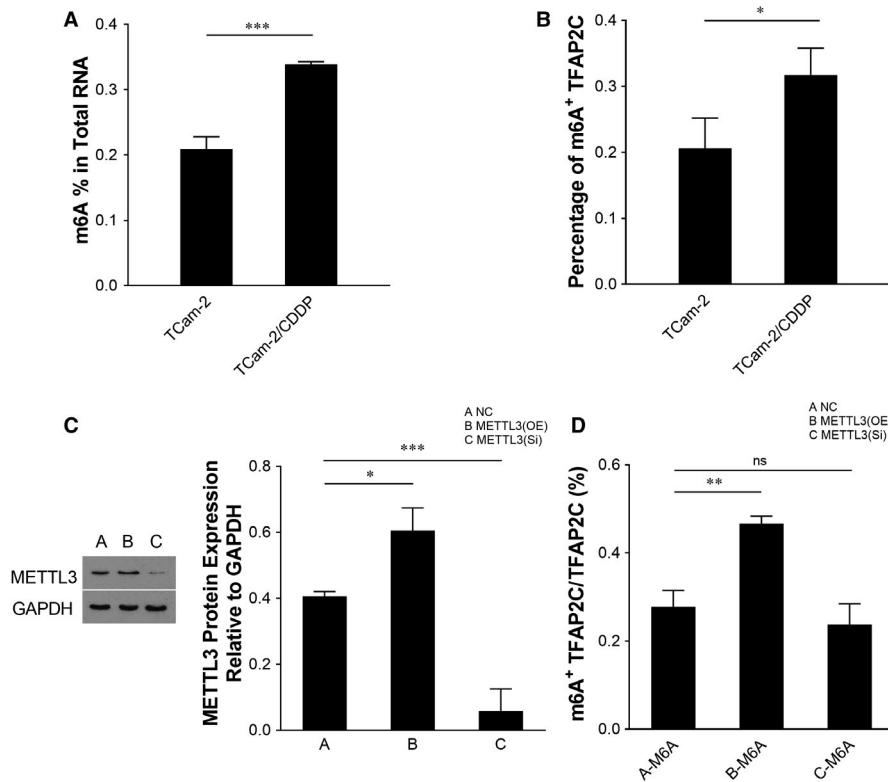 A
***
m6A % in Total RNA
0.4
0.3
0.2
0.1
0.0
TCam-2
TCam-2/CDDP
B
*
Percentage of m6A⁺ TFAP2C
0.4
0.3
0.2
0.1
0.0
TCam-2
TCam-2/CDDP
C
A B C
METTL3
GAPDH
A NC
B METTL3(OE)
C METTL3(Si)
***
*
METTL3 Protein Expression
Relative to GAPDH
0.8
0.6
0.4
0.2
0.0
A B C
D
A NC
B METTL3(OE
C METTL3(Si)
ns
**
m6A⁺ TFAP2C/TFAP2C (%)
0.6
0.4
0.2
0.0
A-M6A
B-M6A
C-M6A